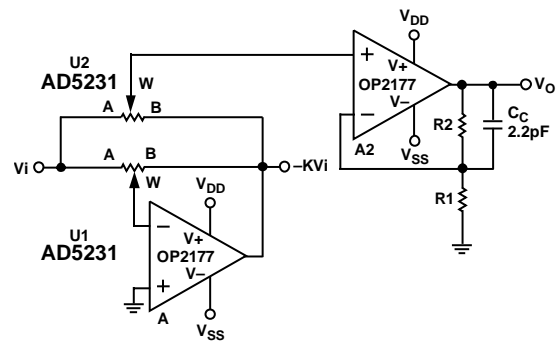 U2
AD5231
W
A
B
Vi
A
B
W
–KVi
U1
AD5231
VDD
V+
OP2177
V–
VSS
A
VDD
V+
OP2177
V–
A2
VSS
VO
R2
CC
2.2pF
R1